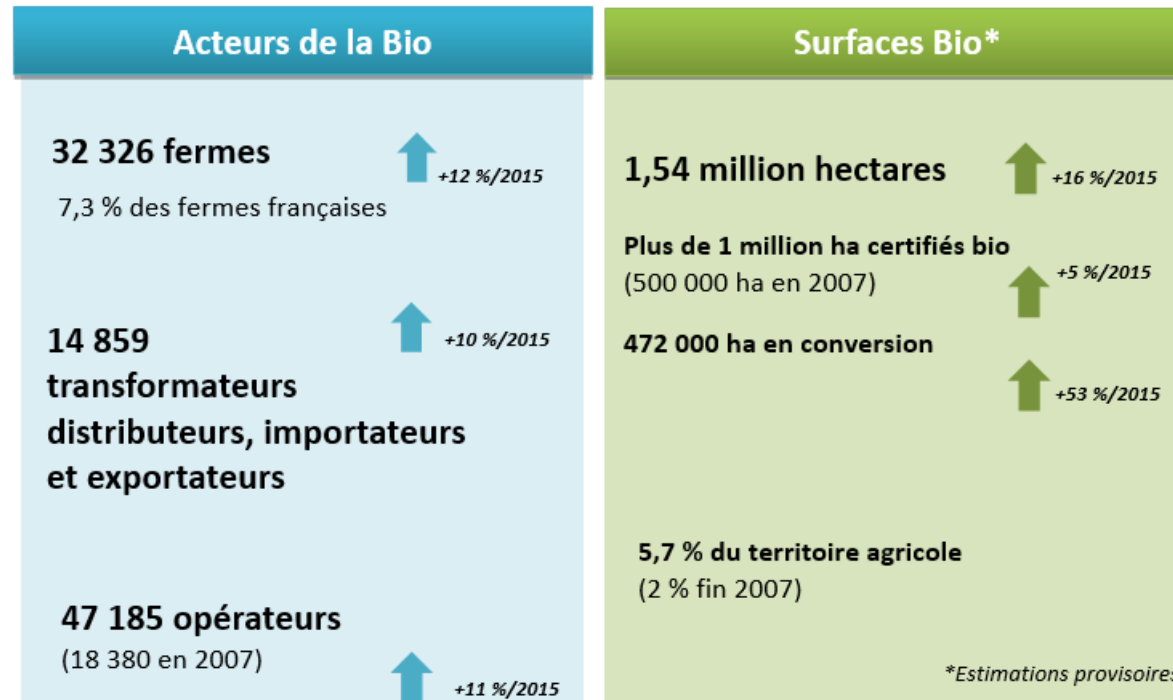 Acteurs de la Bio
32 326 fermes
+12 %/2015
7,3 % des fermes françaises
14 859
+10 %/2015
transformateurs
distributeurs, importateurs
et exportateurs
47 185 opérateurs
(18 380 en 2007)
+11 %/2015
Surfaces Bio*
1,54 million hectares
+16 %/2015
Plus de 1 million ha certifiés bio
+5 %/2015
(500 000 ha en 2007)
472 000 ha en conversion
+53 %/2015
5,7 % du territoire agricole
(2 % fin 2007)
*Estimations provisoires